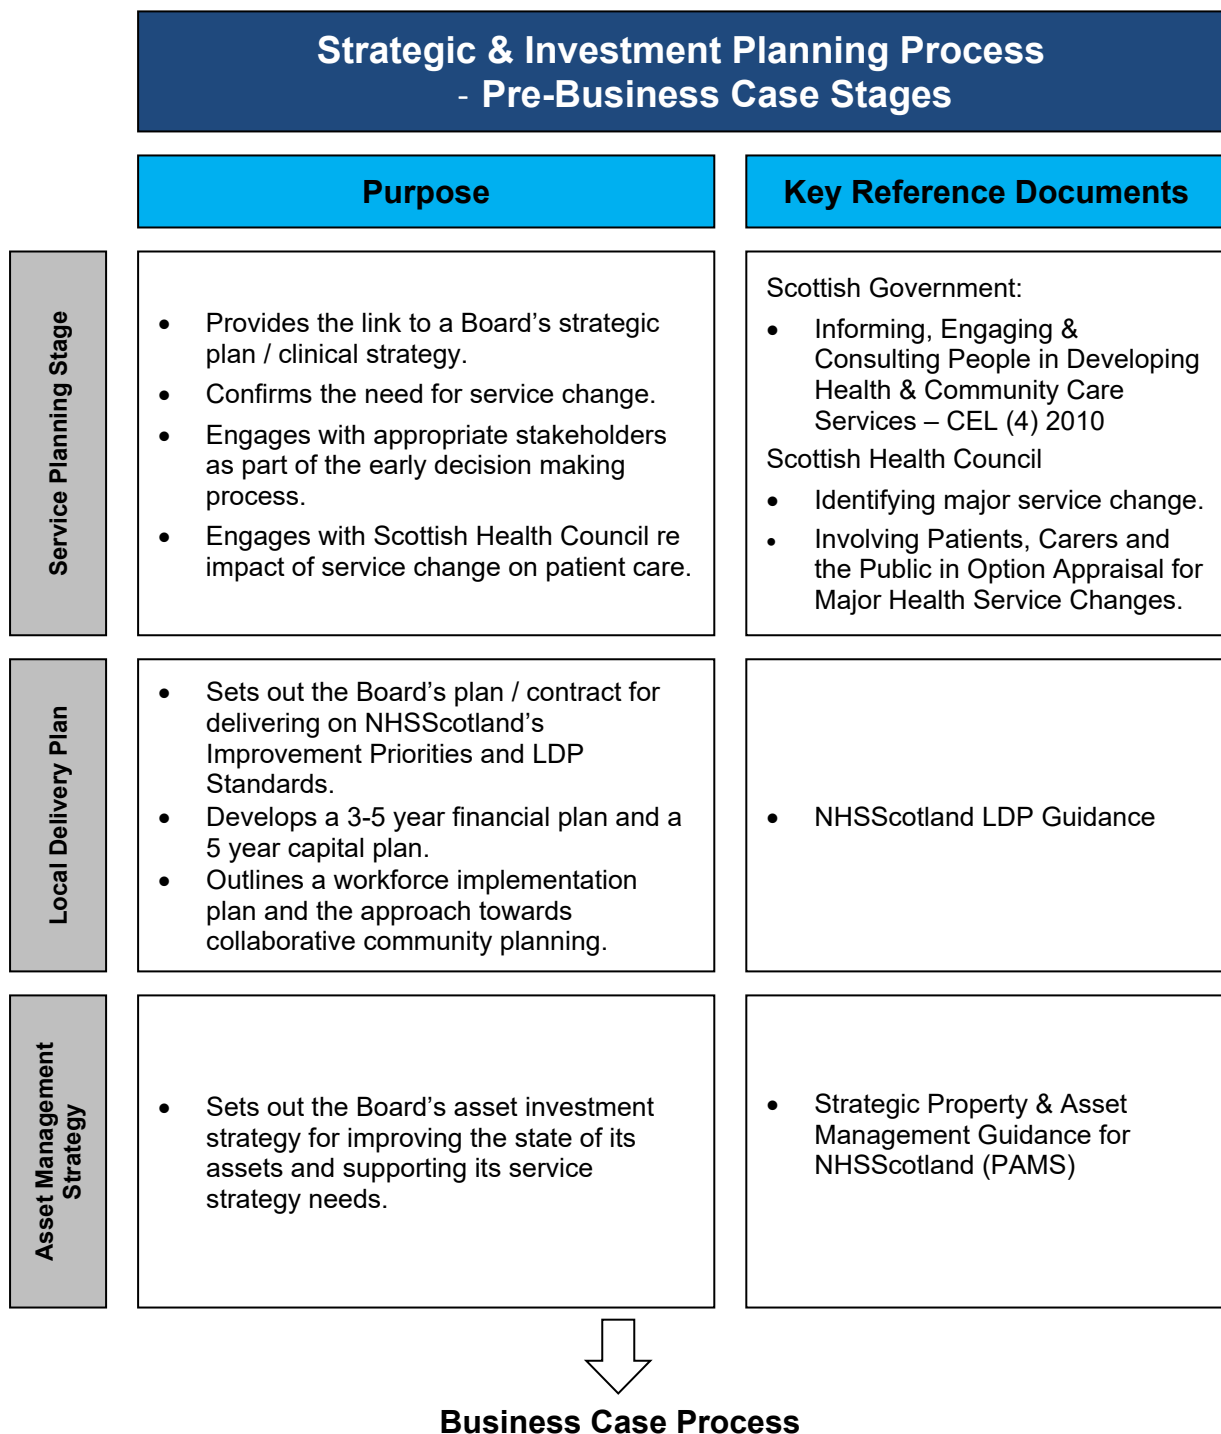 Strategic & Investment Planning Process
- Pre-Business Case Stages
Purpose
Key Reference Documents
Service Planning Stage
• Provides the link to a Board’s strategic
plan / clinical strategy.
• Confirms the need for service change.
• Engages with appropriate stakeholders
as part of the early decision making
process.
• Engages with Scottish Health Council re
impact of service change on patient care.
Scottish Government:
• Informing, Engaging &
Consulting People in Developing
Health & Community Care
Services – CEL (4) 2010
Scottish Health Council
• Identifying major service change.
• Involving Patients, Carers and
the Public in Option Appraisal for
Major Health Service Changes.
Local Delivery Plan
• Sets out the Board’s plan / contract for
delivering on NHSScotland’s
Improvement Priorities and LDP
Standards.
• Develops a 3-5 year financial plan and a
5 year capital plan.
• Outlines a workforce implementation
plan and the approach towards
collaborative community planning.
• NHSScotland LDP Guidance
Asset Management
Strategy
• Sets out the Board’s asset investment
strategy for improving the state of its
assets and supporting its service
strategy needs.
• Strategic Property & Asset
Management Guidance for
NHSScotland (PAMS)
Business Case Process